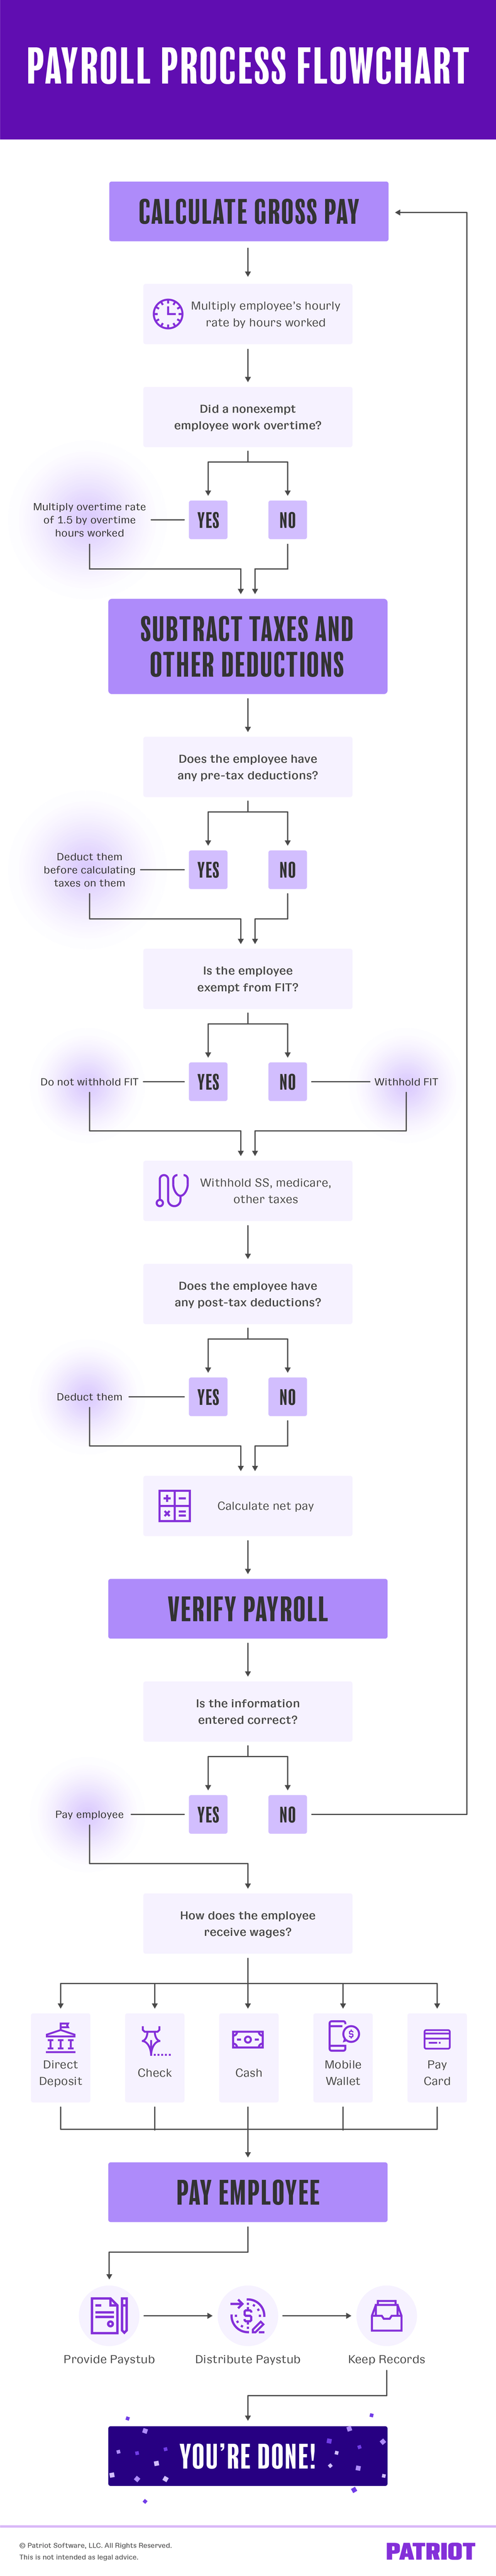 PAYROLL PROCESS FLOWCHART
CALCULATE GROSS PAY
Multiply employee's hourly
rate by hours worked
Did a nonexempt
employee work overtime?
Multiply overtime rate
of 1.5 by overtime
hours worked
YES
NO
SUBTRACT TAXES AND
OTHER DEDUCTIONS
Does the employee have
any pre-tax deductions?
Deduct them
before calculating
taxes on them
YES
NO
Is the employee
exempt from FIT?
Do not withhold FIT
YES
NO
Withhold FIT
Withhold SS, medicare,
other taxes
Does the employee have
any post-tax deductions?
Deduct them
YES
NO
Calculate net pay
VERIFY PAYROLL
Is the information
entered correct?
Pay employee
YES
NO
How does the employee
receive wages?
Direct
Deposit
Check
Cash
Mobile
Wallet
Pay
Card
PAY EMPLOYEE
Provide Paystub
Distribute Paystub
Keep Records
YOU'RE DONE!
© Patriot Software, LLC. All Rights Reserved.
This is not intended as legal advice.
PATRIOT